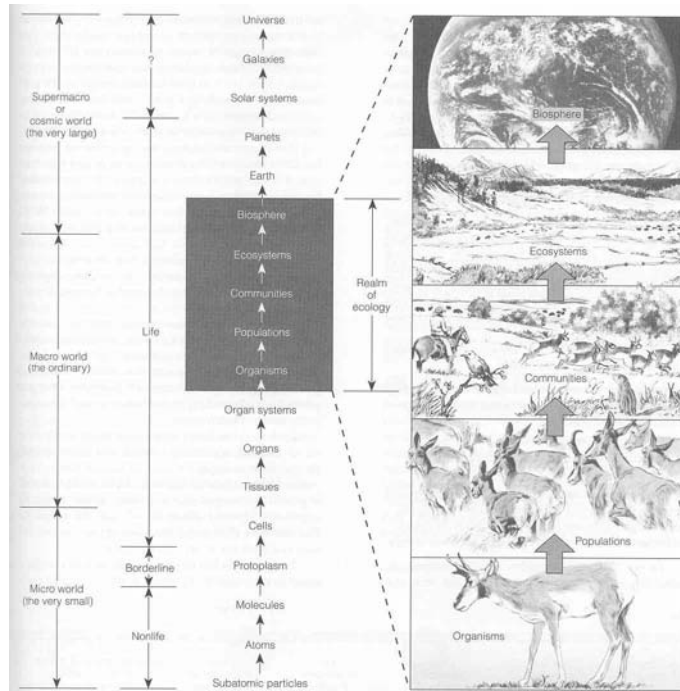 Supermacro
or
cosmic world
(the very large)
Macro world
(the ordinary)
Micro world
(the very small)
?
Life
Borderline
Nonlife
Universe
Galaxies
Solar systems
Planets
Earth
Biosphere
Ecosystems
Communities
Populations
Organisms
Organ systems
Organs
Tissues
Cells
Protoplasm
Molecules
Atoms
Subatomic particles
Realm
of
ecology
Biosphere
Ecosystems
Communities
Populations
Organisms